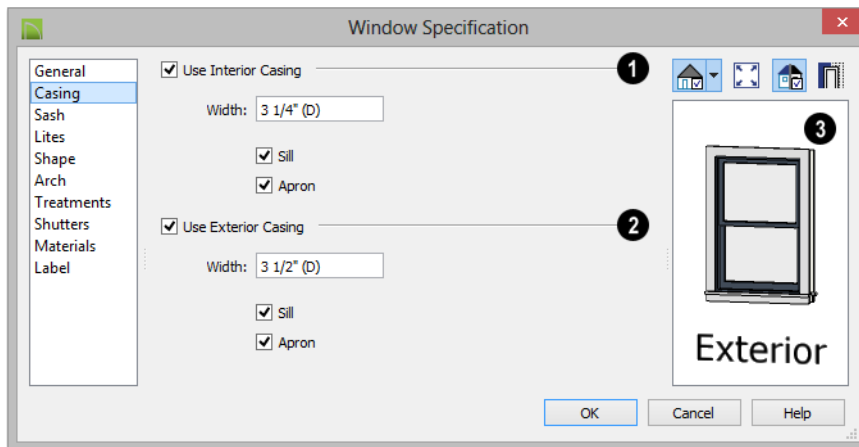 Window Specification
General
Casing
Sash
Lites
Shape
Arch
Treatments
Shutters
Materials
Label
Use Interior Casing
1
Width: 3 1/4" (D)
Sill
Apron
Use Exterior Casing
2
Width: 3 1/2" (D)
Sill
Apron
3
Exterior
OK
Cancel
Help